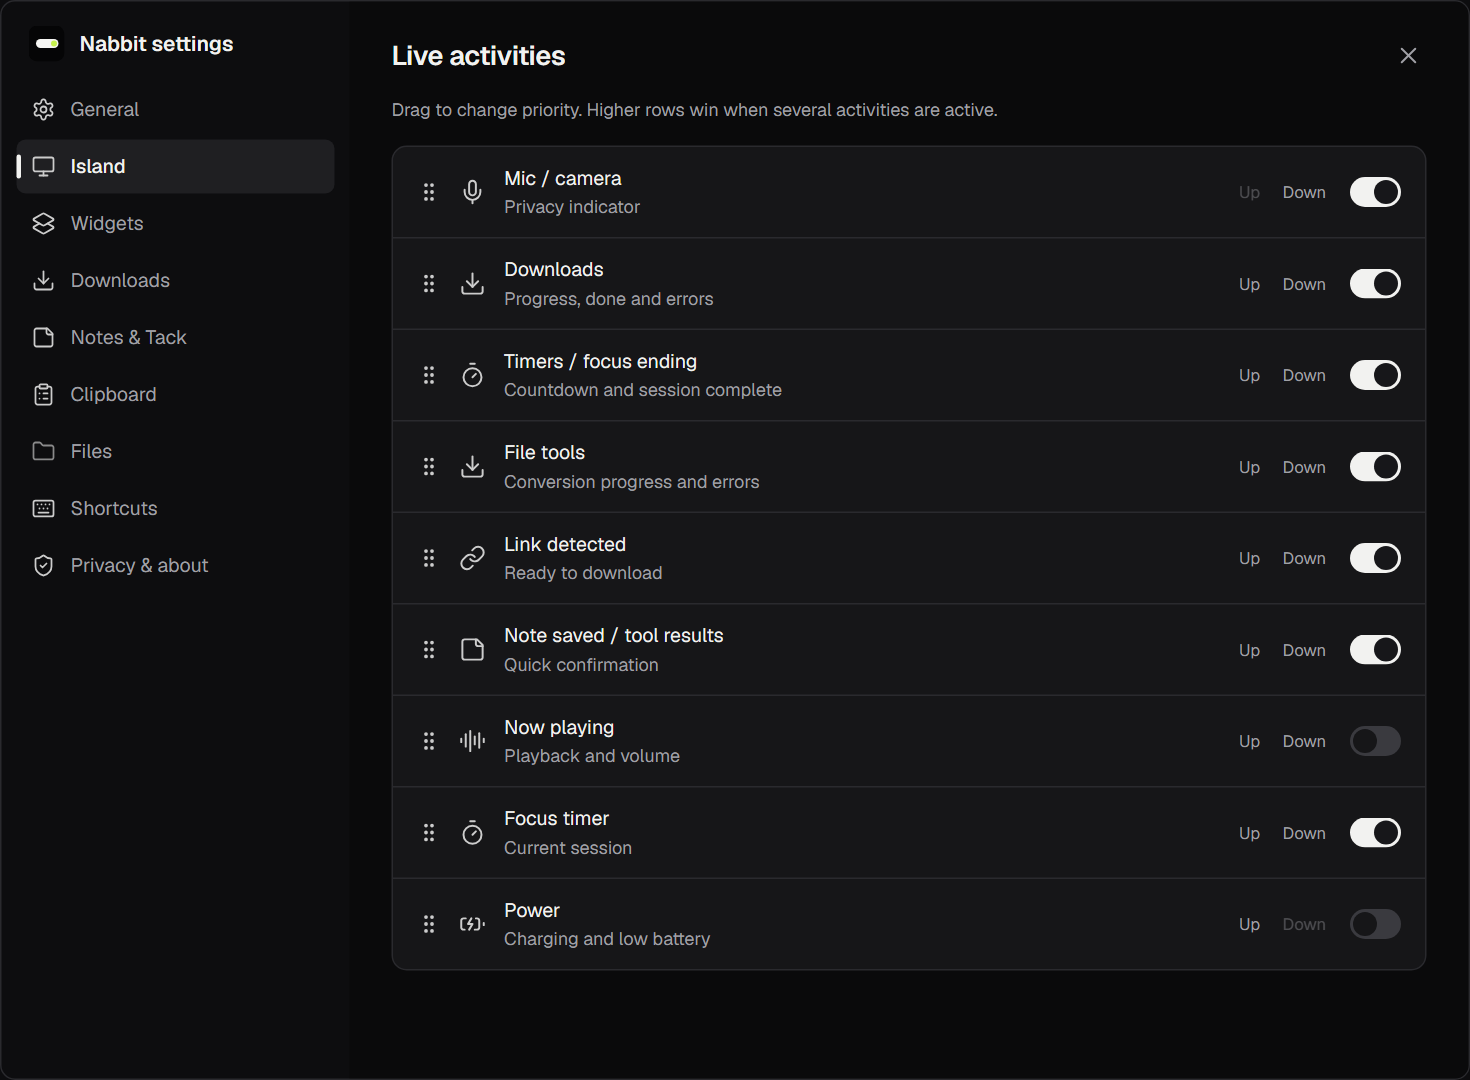 Nabbit settings
General
Island
Widgets
Downloads
Notes & Tack
Clipboard
Files
Shortcuts
Privacy & about
Live activities
Drag to change priority. Higher rows win when several activities are active.
Mic / camera
Privacy indicator
Up Down
Downloads
Progress, done and errors
Up Down
Timers / focus ending
Countdown and session complete
Up Down
File tools
Conversion progress and errors
Up Down
Link detected
Ready to download
Up Down
Note saved / tool results
Quick confirmation
Up Down
Now playing
Playback and volume
Up Down
Focus timer
Current session
Up Down
Power
Charging and low battery
Up Down